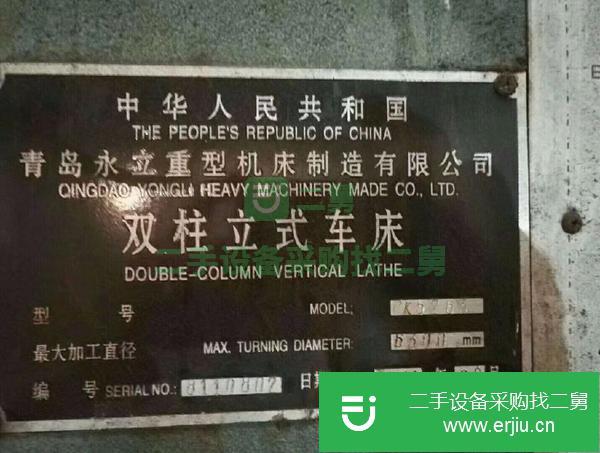 中华人民共和国
THE PEOPLE'S REPUBLIC OF CHINA
青岛永立重型机床制造有限公司
QINGDAO YONGLI HEAVY MACHINERY MADE CO., LTD.
二舅
双柱立式车床
二手设备采购找二舅
DOUBLE-COLUMN VERTICAL LATHE
型 号 MODEL:
最大加工直径 MAX. TURNING DIAMETER: mm
编 号 SERIAL NO.: 8110802 日
二手设备采购找二舅
www.erjiu.cn